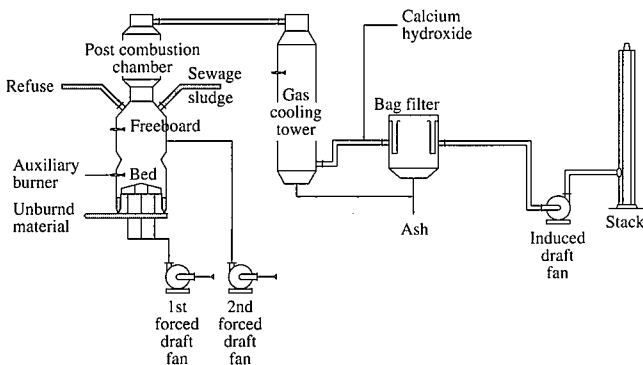 Calcium
hydroxide
Post combustion
chamber
Refuse
Sewage
sludge
Gas
cooling
tower
Bag filter
Freeboard
Auxiliary
burner
Bed
Unburnd
material
Ash
Induced
draft
fan
Stack
1st
forced
draft
fan
2nd
forced
draft
fan